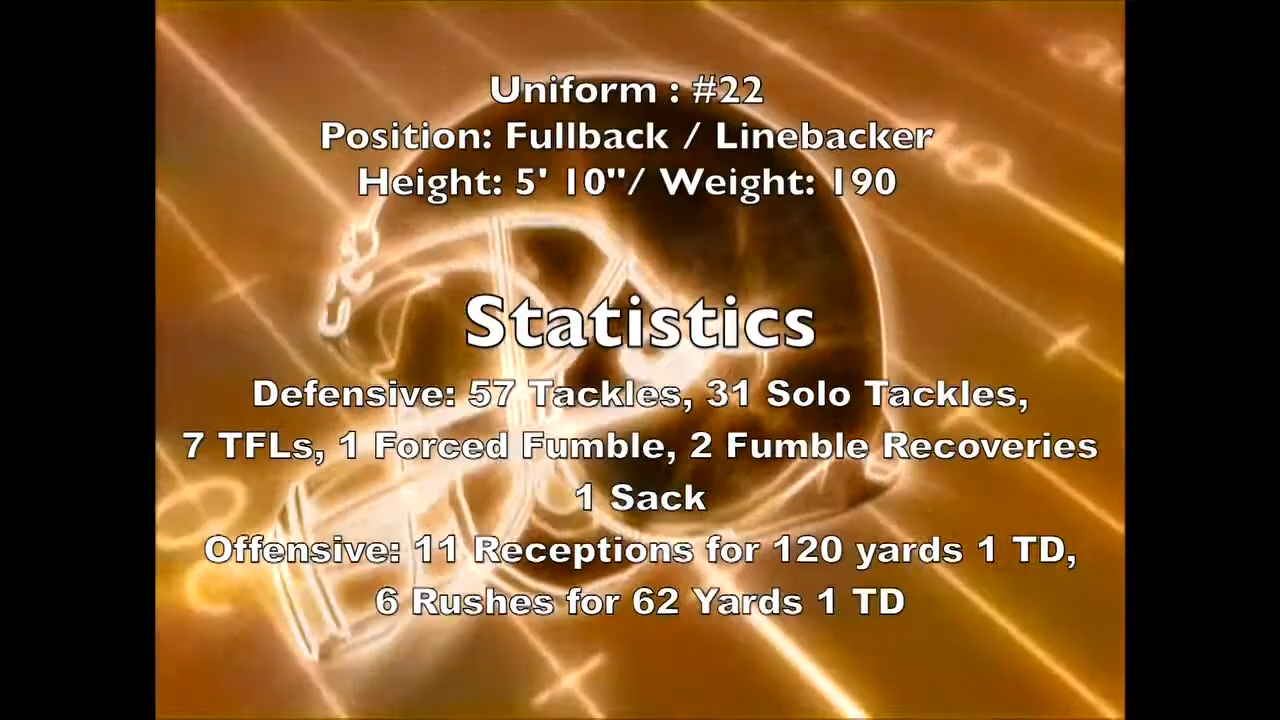 Uniform : #22
Position: Fullback / Linebacker
Height: 5' 10"/ Weight: 190
Statistics
Defensive: 57 Tackles, 31 Solo Tackles,
7 TFLs, 1 Forced Fumble, 2 Fumble Recoveries
1 Sack
Offensive: 11 Receptions for 120 yards 1 TD,
6 Rushes for 62 Yards 1 TD